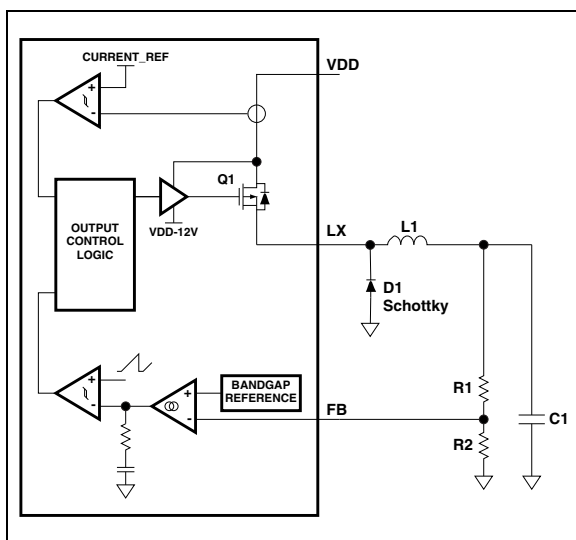 CURRENT_REF
VDD
Q1
OUTPUT
CONTROL
LOGIC
VDD-12V
LX
L1
D1
Schottky
BANDGAP
REFERENCE
FB
R1
C1
R2
+
-
+
-
+
-